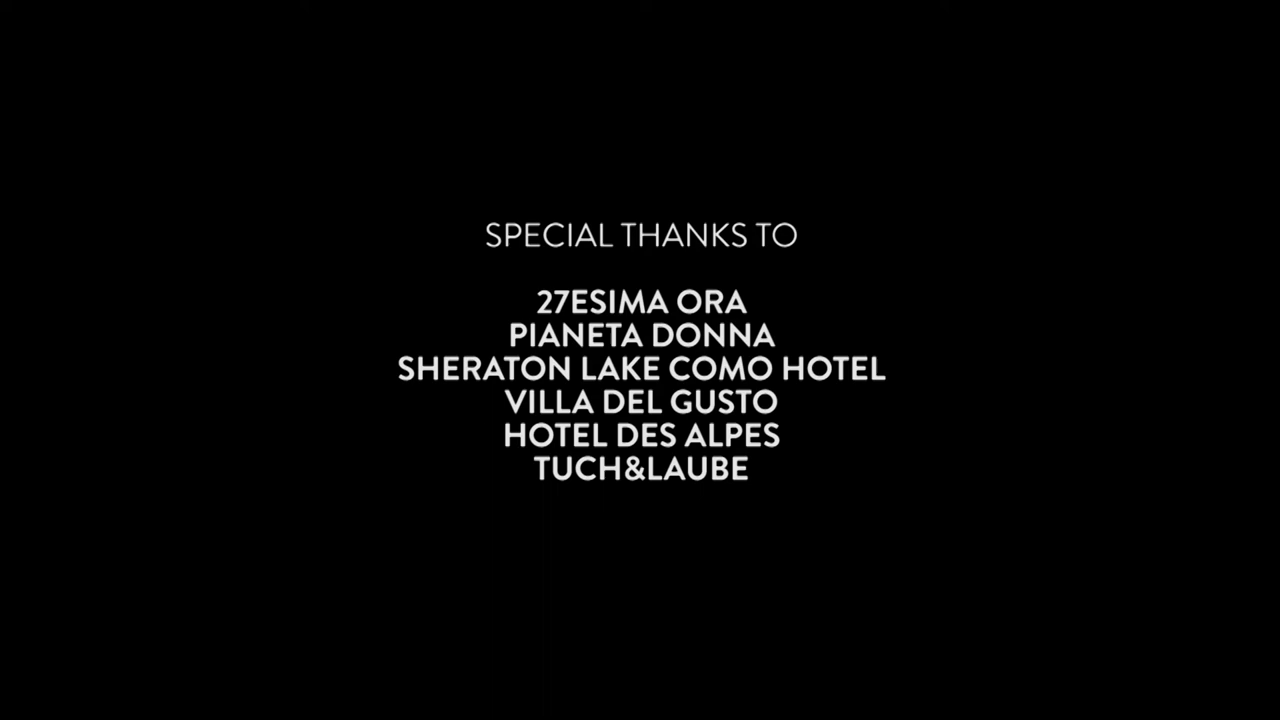 SPECIAL THANKS TO
27ESIMA ORA
PIANETA DONNA
SHERATON LAKE COMO HOTEL
VILLA DEL GUSTO
HOTEL DES ALPES
TUCH&LAUBE